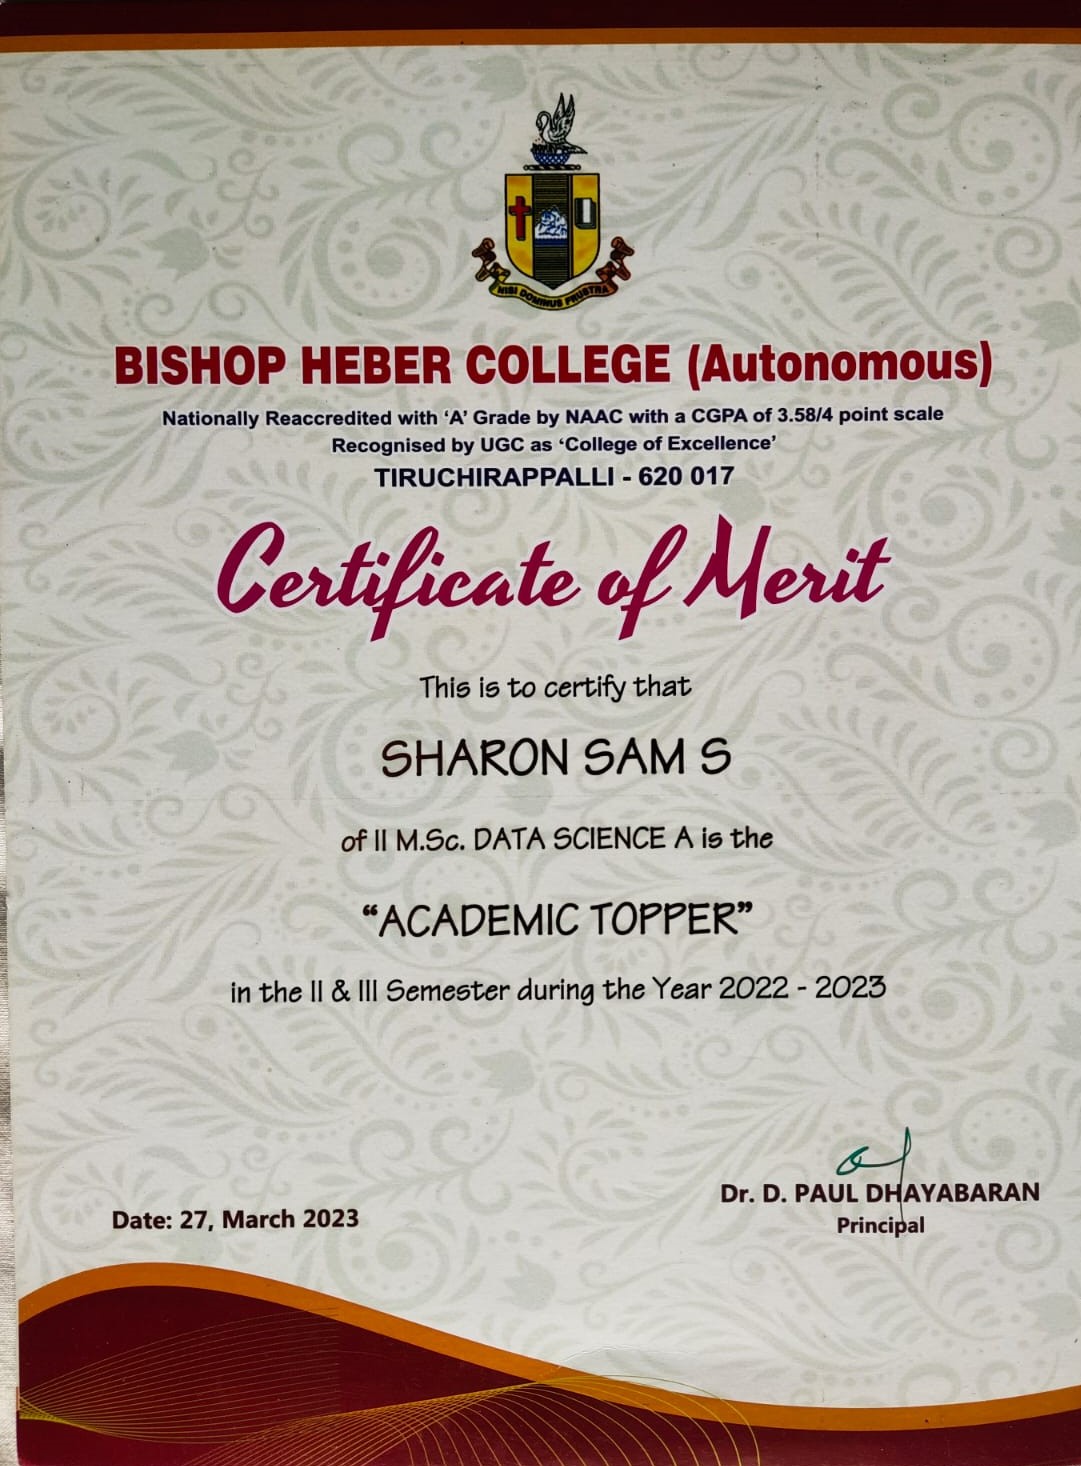 NISI DOMINUS FRUSTRA
BISHOP HEBER COLLEGE (Autonomous)
Nationally Reaccredited with ‘A’ Grade by NAAC with a CGPA of 3.58/4 point scale
Recognised by UGC as ‘College of Excellence’
TIRUCHIRAPPALLI - 620 017
Certificate of Merit
This is to certify that
SHARON SAM S
of II M.Sc. DATA SCIENCE A is the
“ACADEMIC TOPPER”
in the II & III Semester during the Year 2022 - 2023
Dr. D. PAUL DHAYABARAN
Principal
Date: 27, March 2023